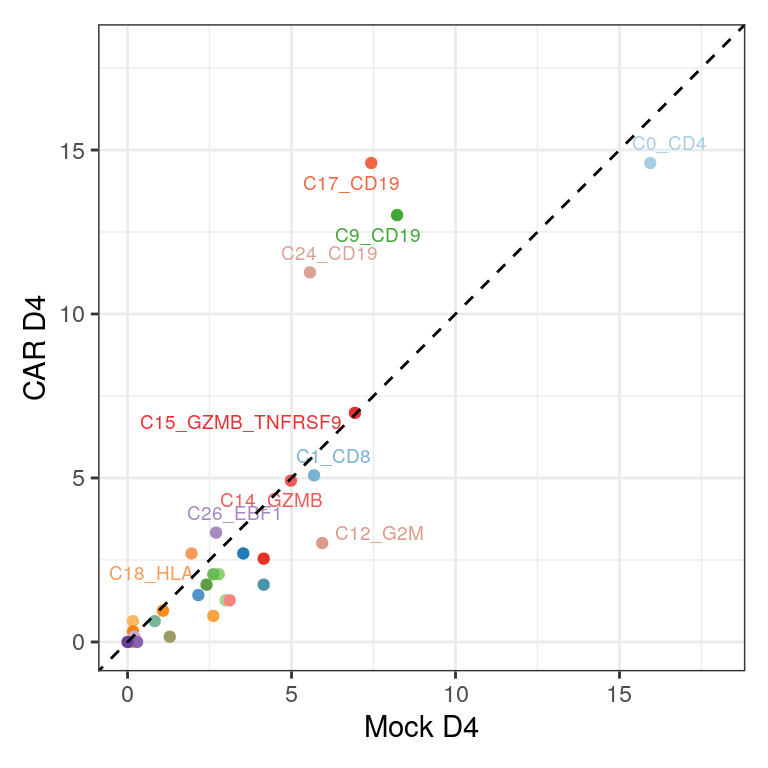 CAR D4
15
10
5
0
C0_CD4
C17_CD19
C9_CD19
C24_CD19
C15_GZMB_TNFRSF9
C1_CD8
C14_GZMB
C26_EBF1
C12_G2M
C18_HLA
0
5
10
15
Mock D4